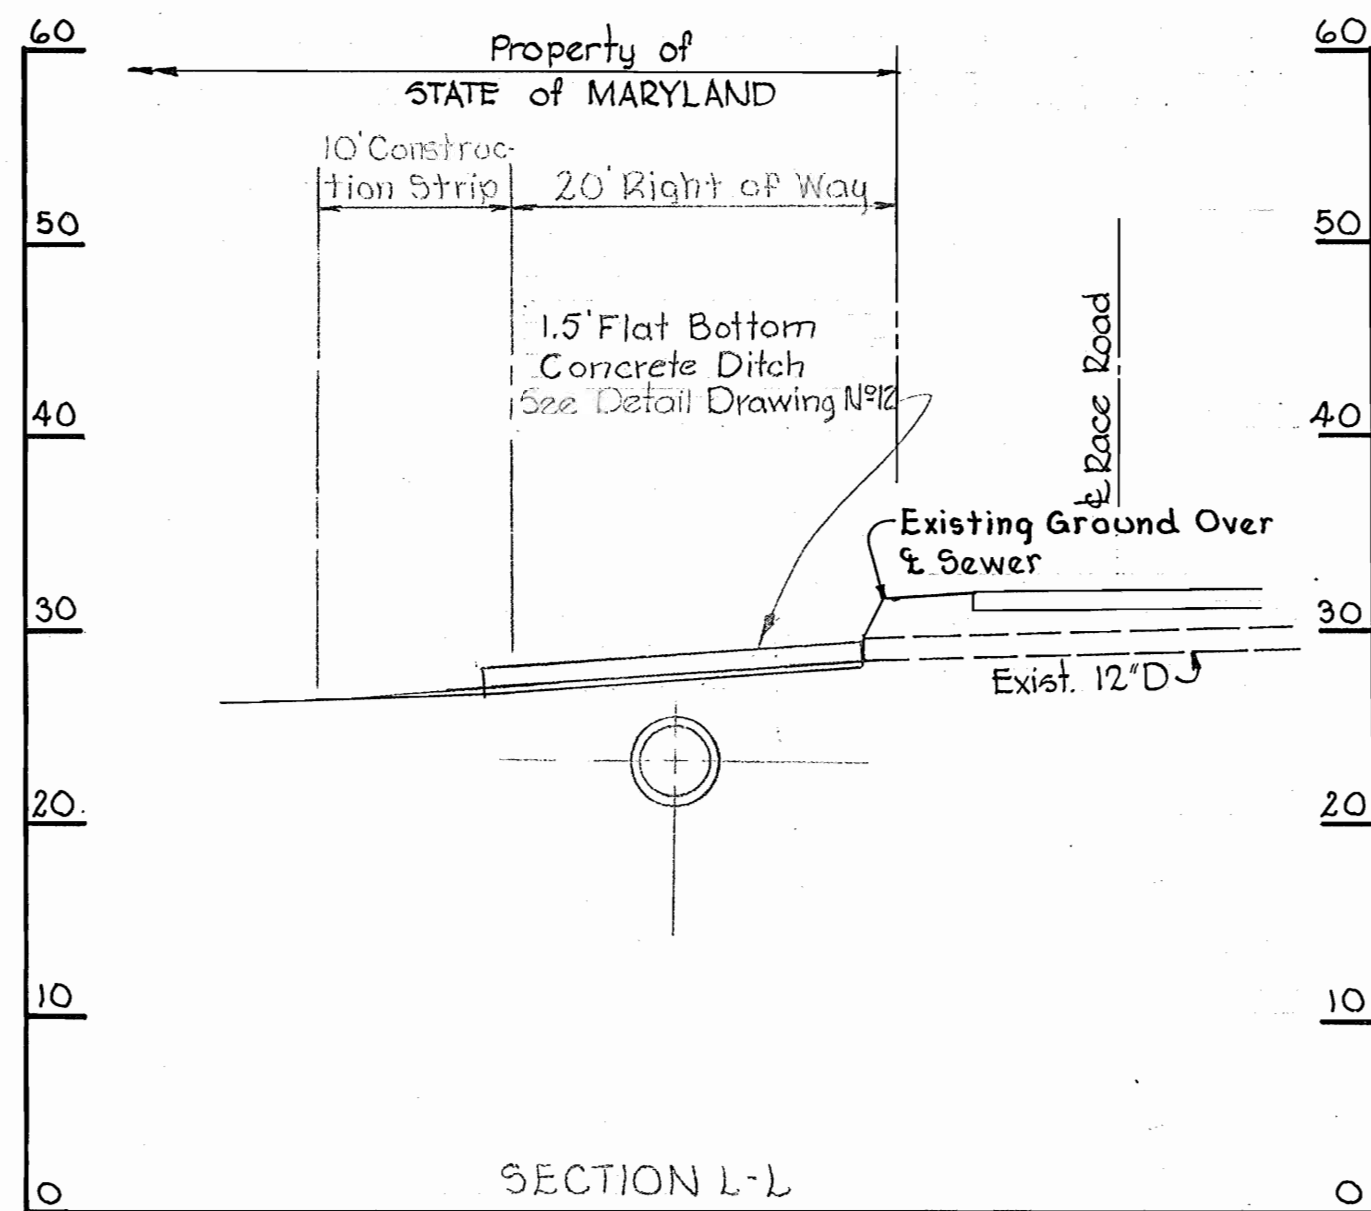 60
60
Property of
STATE of MARYLAND
10' Construc-
tion Strip
20' Right of Way
50
50
1.5' Flat Bottom
Concrete Ditch
See Detail Drawing Nº12
℄ Race Road
40
40
Existing Ground Over
℄ Sewer
30
30
Exist. 12"D
20
20
10
10
SECTION L-L
0
0